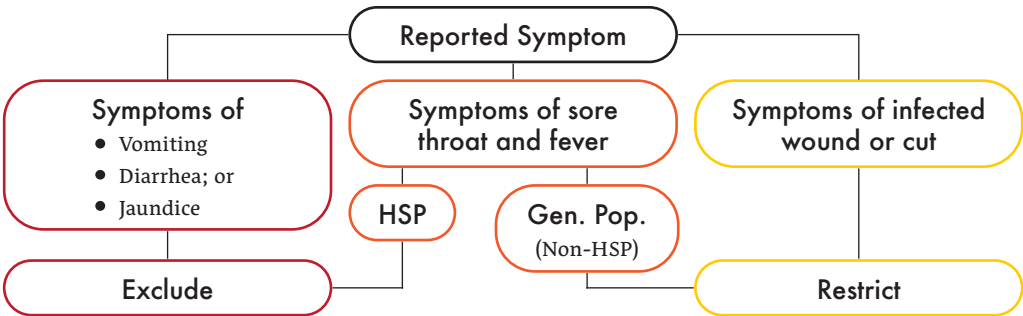 Reported Symptom
Symptoms of
• Vomiting
• Diarrhea; or
• Jaundice
Symptoms of sore
throat and fever
Symptoms of infected
wound or cut
HSP
Gen. Pop.
(Non-HSP)
Exclude
Restrict